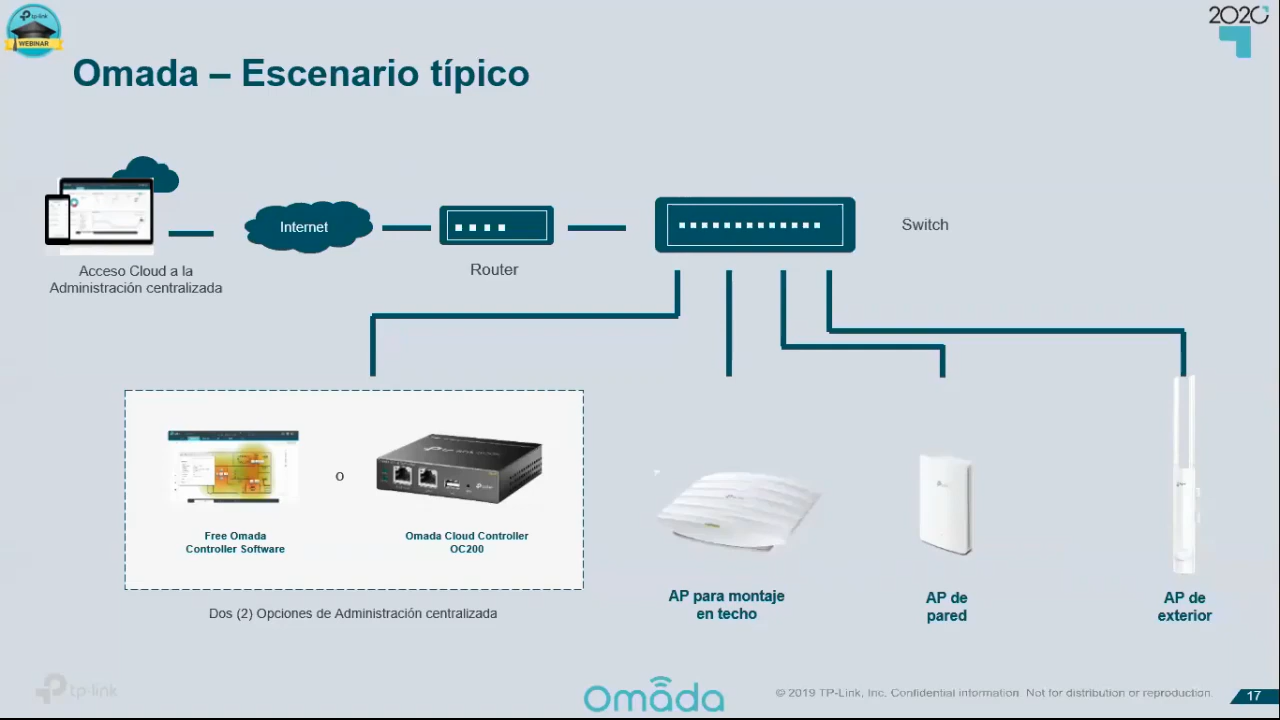 tp-link
WEBINAR
2020
Omada – Escenario típico
Internet
Switch
Router
Acceso Cloud a la
Administración centralizada
o
tp-link
Free Omada
Controller Software
Omada Cloud Controller
OC200
Dos (2) Opciones de Administración centralizada
AP para montaje
en techo
AP de
pared
AP de
exterior
tp-link
omada
© 2019 TP-Link, Inc. Confidential information. Not for distribution or reproduction.
17